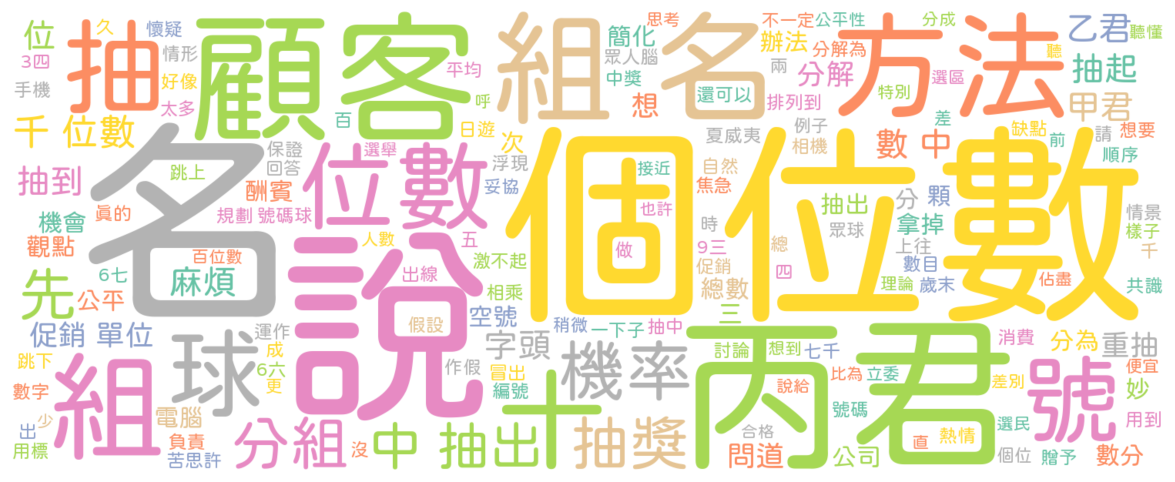 位 3四 久 懷疑 抽 顧客 組 名 思考 簡化 不一定 公平性 分成 方法 乙君 聽懂
手機 情形 好像 太多 平均 眾人腦 中獎 辦法 兩 分解為 分解 聽 抽起
千 位數 百 呼 日遊 想 還可以 排列到 選區 特別 甲君
保證 回答 選舉 位數 次 浮現 夏威夷 例子 相機 數 中 差 缺點 前 請 想要 順序
抽到 跳上 名 酬賓 妥協 個位數 接近 自然 焦急
機會 真的 規劃 號碼球 也許 時 抽出 分 顆 拿掉 情景 樣子
觀點 百位數 人數 五 說 激不起 做 9三 總 眾球 上往 數目 千
先 6七 麻煩 出線 相乘 促銷 四 總數 理論 歲末 佔盡 共識
公平 假設 空號 稍微 三
促銷 單位 運作 球 字頭 一下子 抽中 丙君 消費 分為 重抽
跳下 成 6六 更 作假 冒出 編號 機率 討論 想到 七千 便宜
數字 組 說給 比為 立委 差別 號 妙
少 電腦 十 號碼 選民 用到
出 用標 負責 苦思許 分組 沒 中 抽出 抽獎 合格 問道 公司 熱情 直 個位 贈予 數分